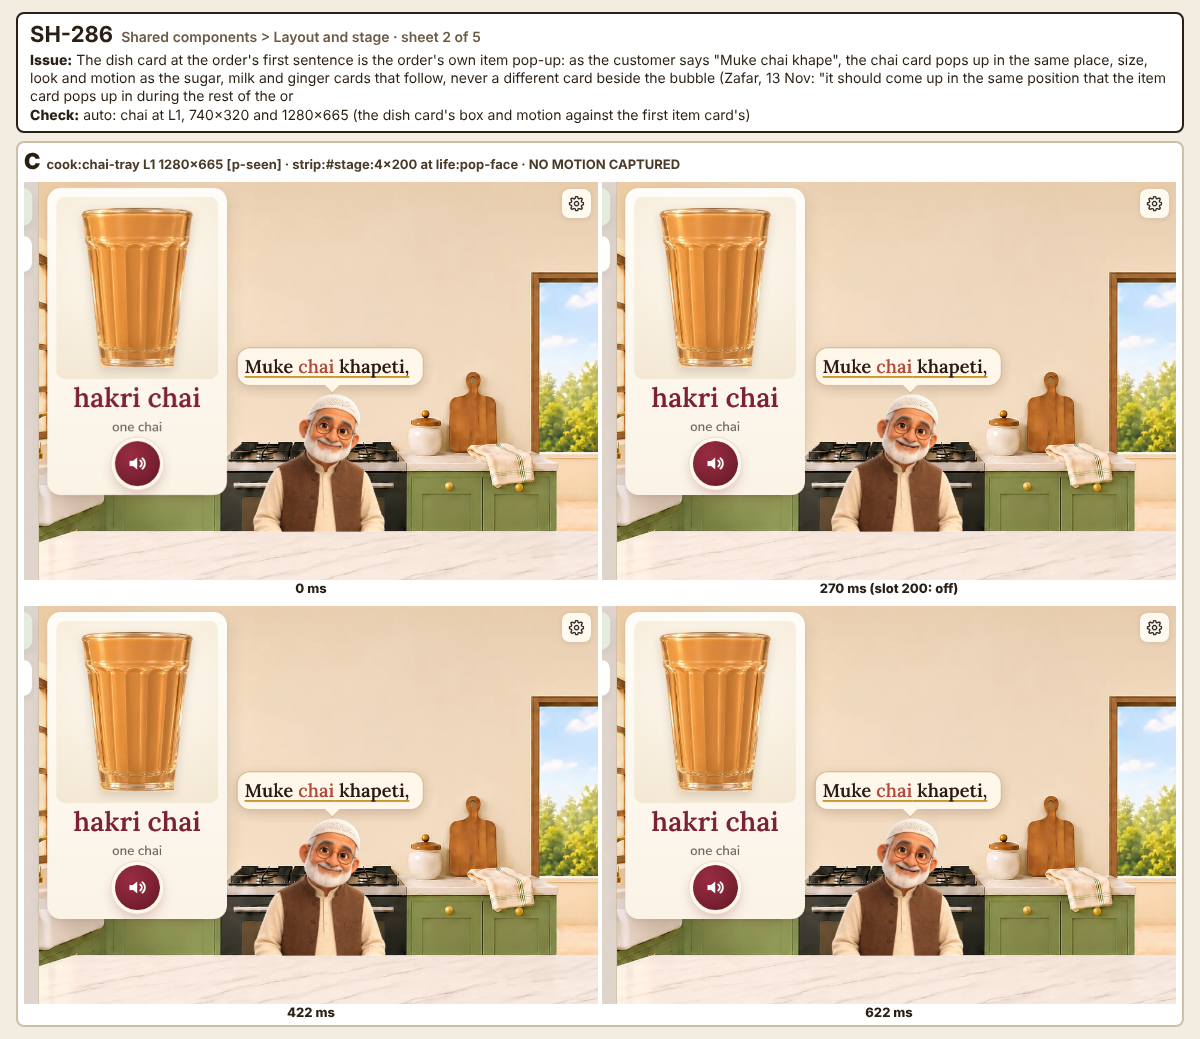 SH-286 Shared components > Layout and stage · sheet 2 of 5
Issue: The dish card at the order's first sentence is the order's own item pop-up: as the customer says "Muke chai khape", the chai card pops up in the same place, size,
look and motion as the sugar, milk and ginger cards that follow, never a different card beside the bubble (Zafar, 13 Nov: "it should come up in the same position that the item
card pops up in during the rest of the or
Check: auto: chai at L1, 740×320 and 1280×665 (the dish card's box and motion against the first item card's)
C cook:chai-tray L1 1280×665 [p-seen] · strip:#stage:4×200 at life:pop-face · NO MOTION CAPTURED
Muke chai khapeti,
hakri chai
one chai
0 ms
Muke chai khapeti,
hakri chai
one chai
270 ms (slot 200: off)
Muke chai khapeti,
hakri chai
one chai
422 ms
Muke chai khapeti,
hakri chai
one chai
622 ms